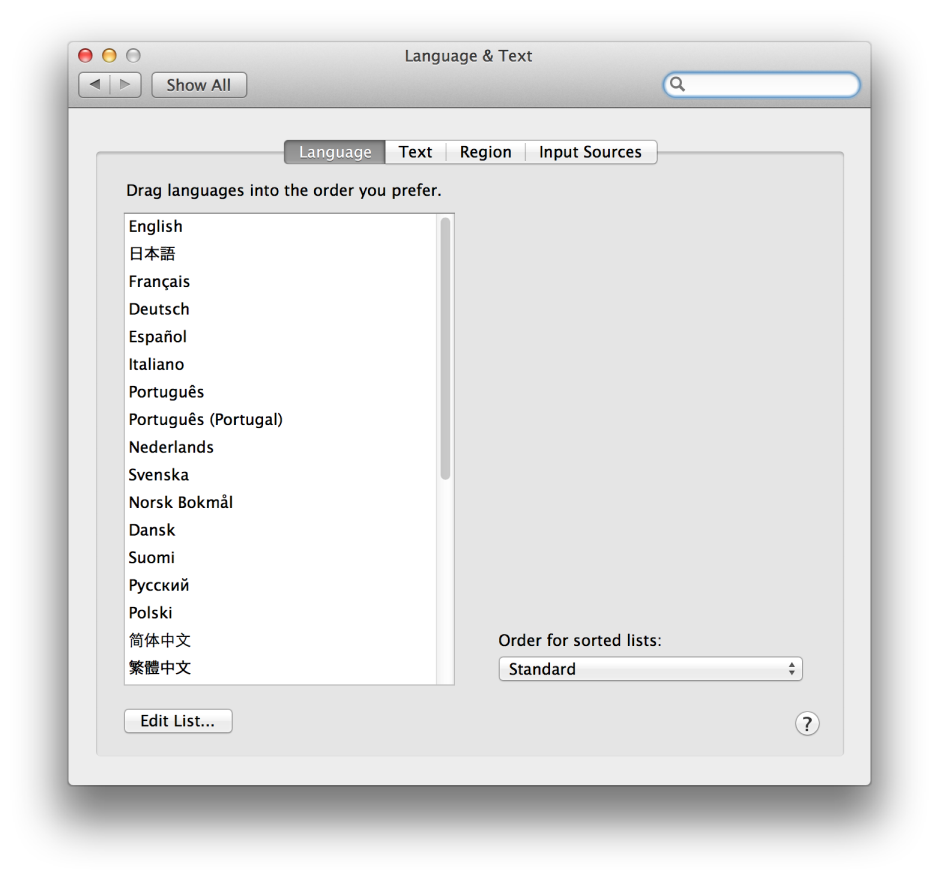 Language & Text
Show All
Language Text Region Input Sources
Drag languages into the order you prefer.
English
日本語
Français
Deutsch
Español
Italiano
Português
Português (Portugal)
Nederlands
Svenska
Norsk Bokmål
Dansk
Suomi
Русский
Polski
简体中文
繁體中文
Order for sorted lists:
Standard
Edit List...
?